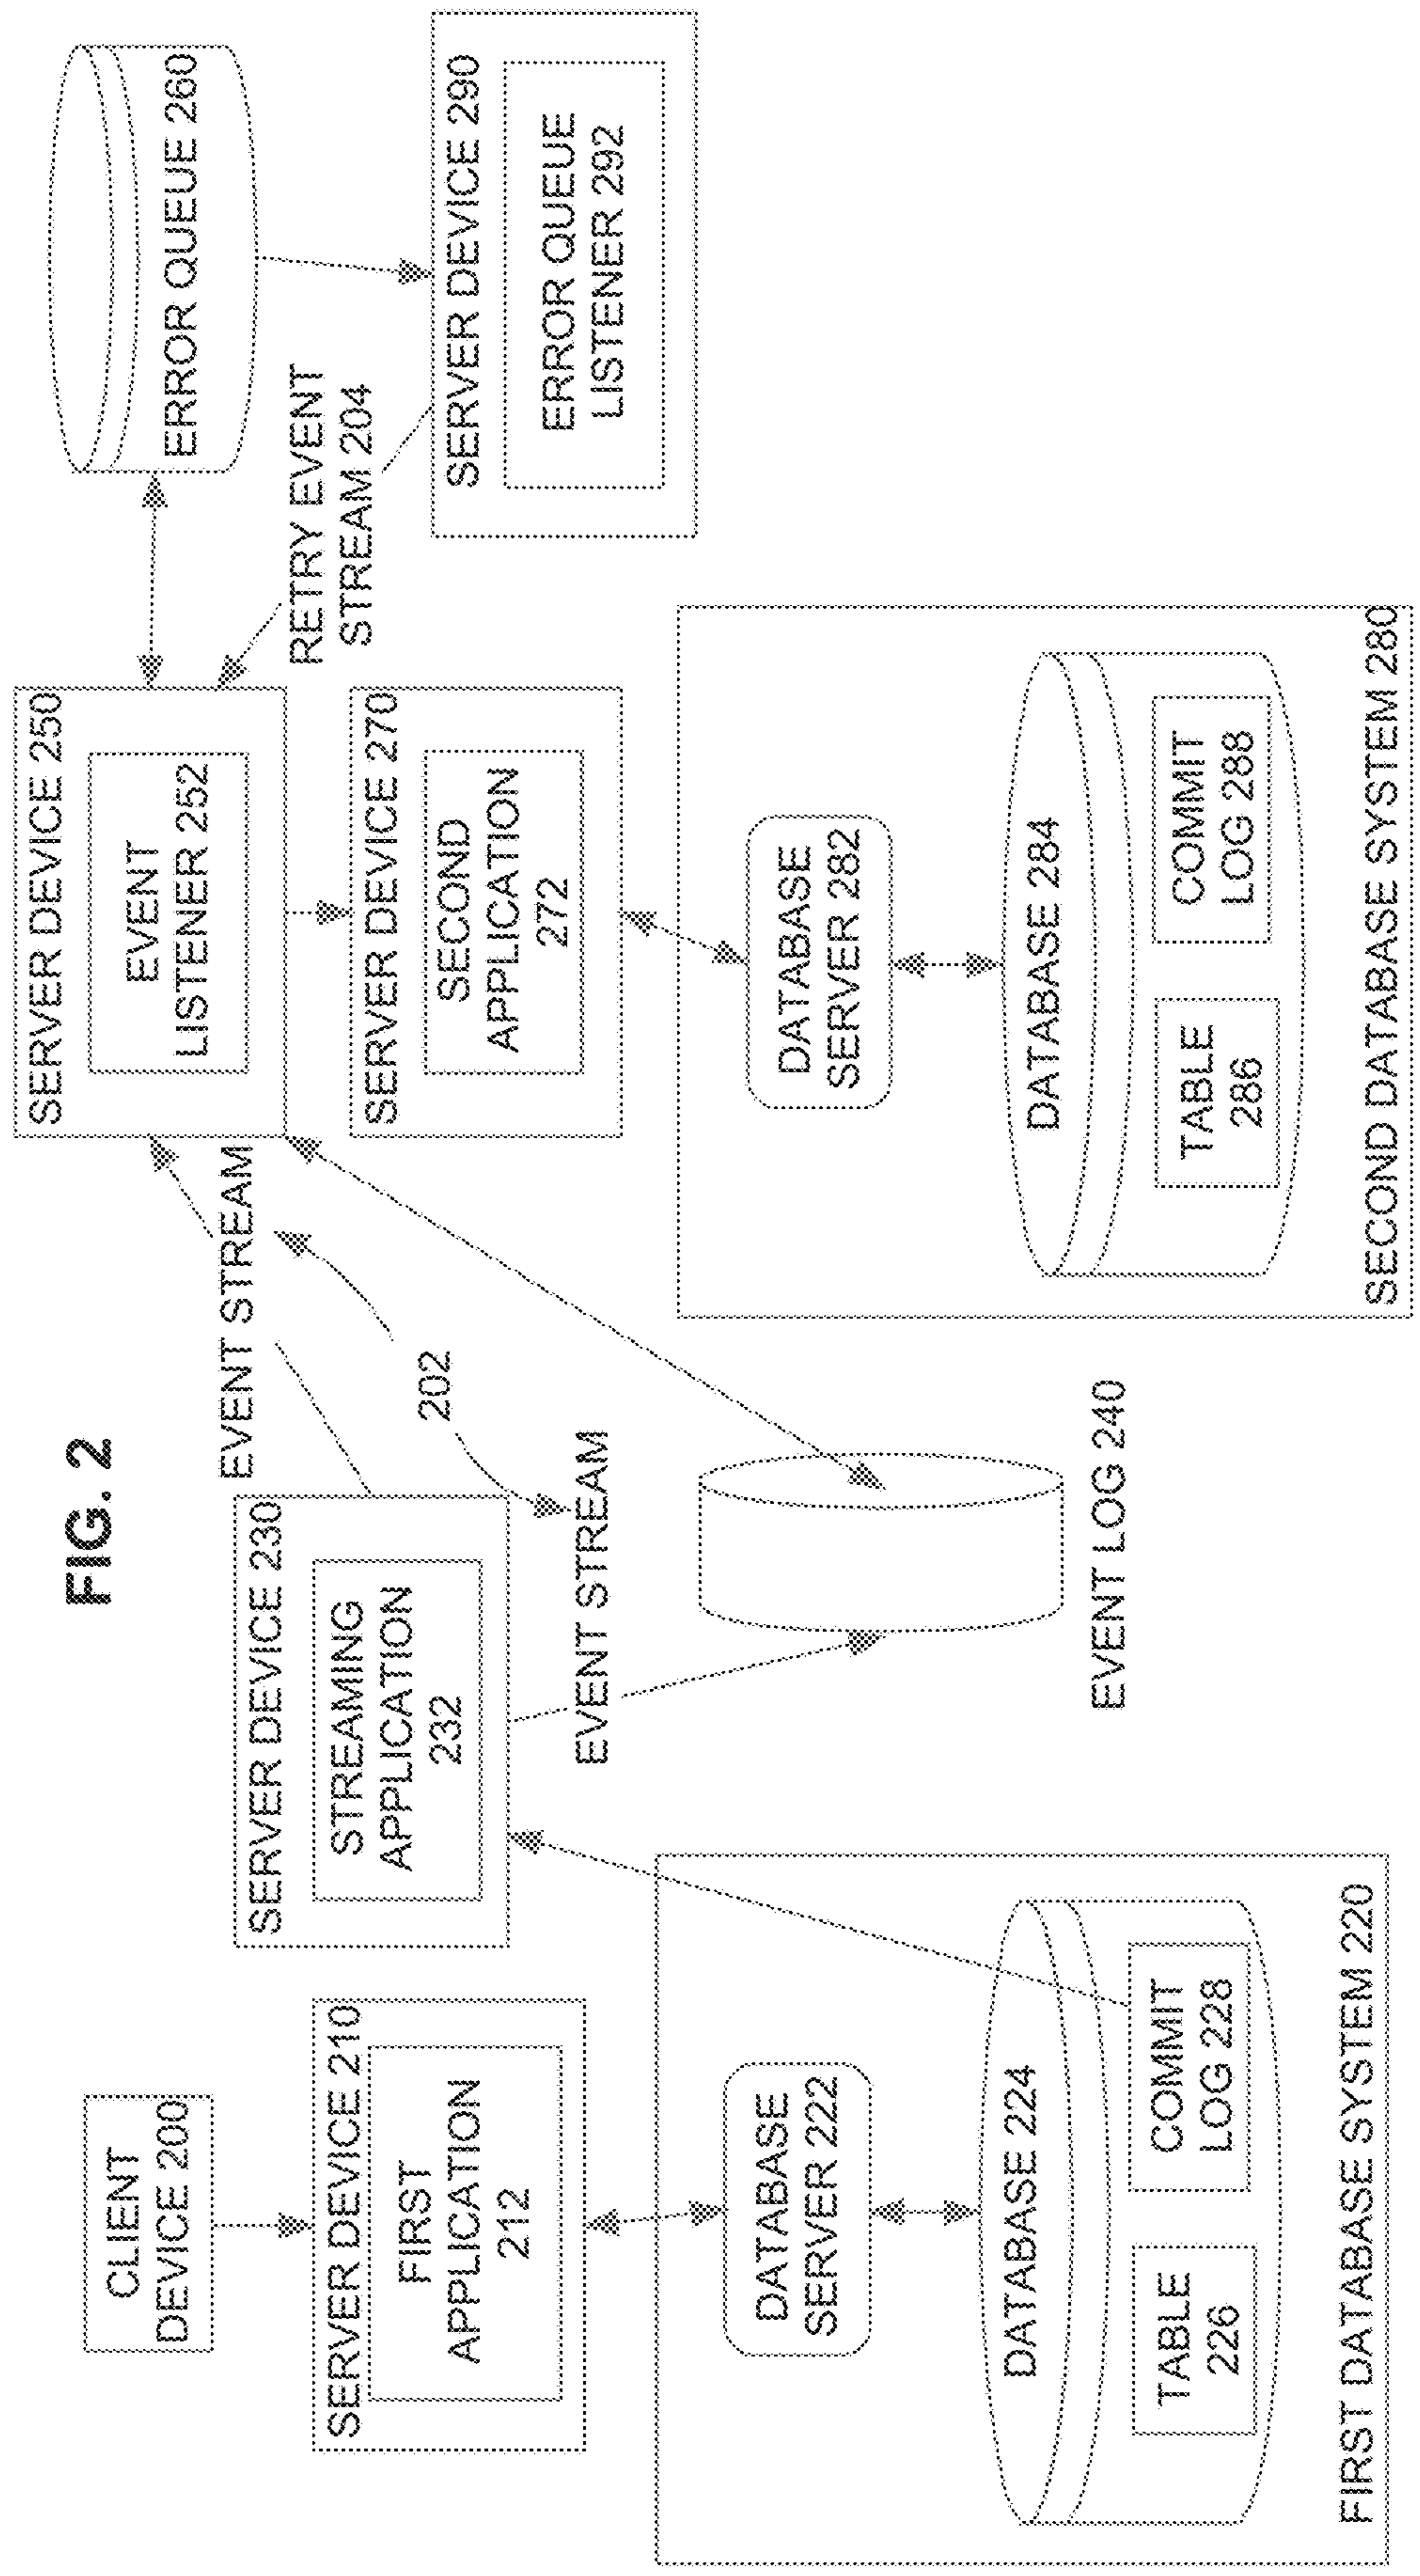 FIG. 2
CLIENT
DEVICE 200
SERVER DEVICE 210
FIRST
APPLICATION
212
DATABASE
SERVER 222
DATABASE 224
TABLE
226
COMMIT
LOG 228
FIRST DATABASE SYSTEM 220
SERVER DEVICE 230
STREAMING
APPLICATION
232
EVENT STREAM
202
EVENT STREAM
EVENT LOG 240
SERVER DEVICE 250
EVENT
LISTENER 252
SERVER DEVICE 270
SECOND
APPLICATION
272
DATABASE
SERVER 282
DATABASE 284
TABLE
286
COMMIT
LOG 288
SECOND DATABASE SYSTEM 280
ERROR QUEUE 260
RETRY EVENT
STREAM 204
SERVER DEVICE 290
ERROR QUEUE
LISTENER 292